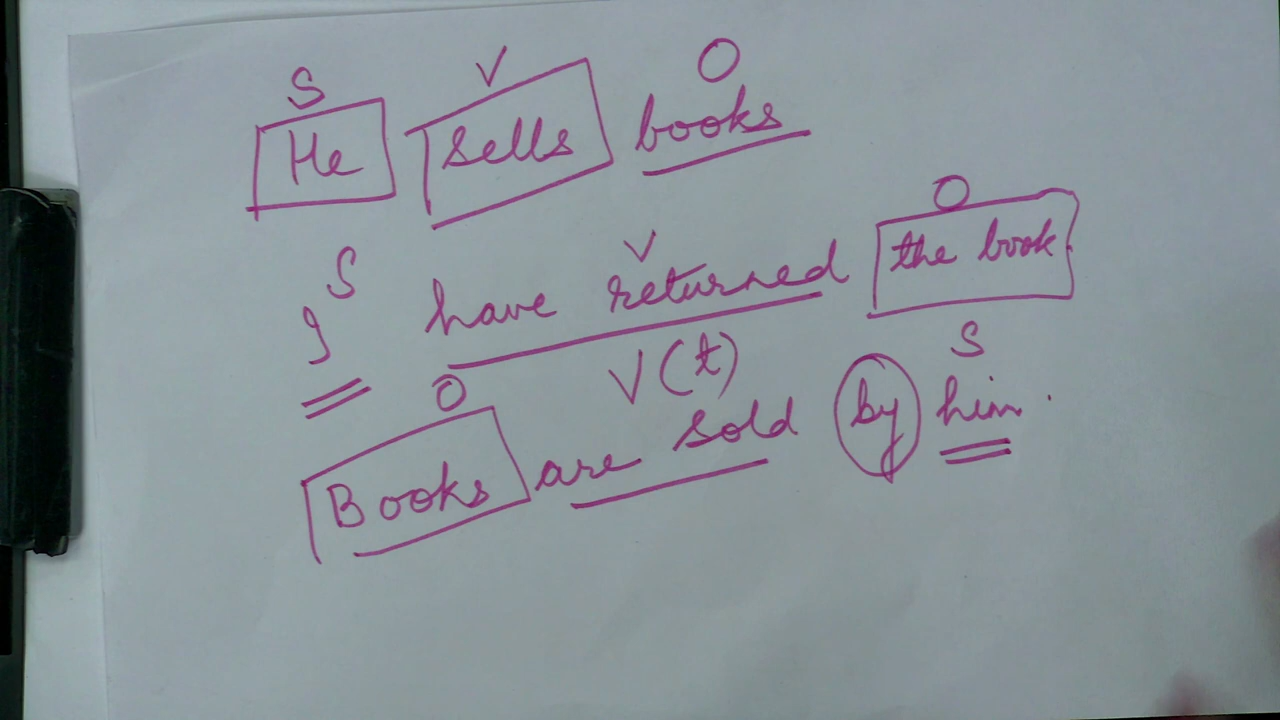 S V O
He sells books
S V O
I have returned the book
O V(t) S
Books are sold by him.